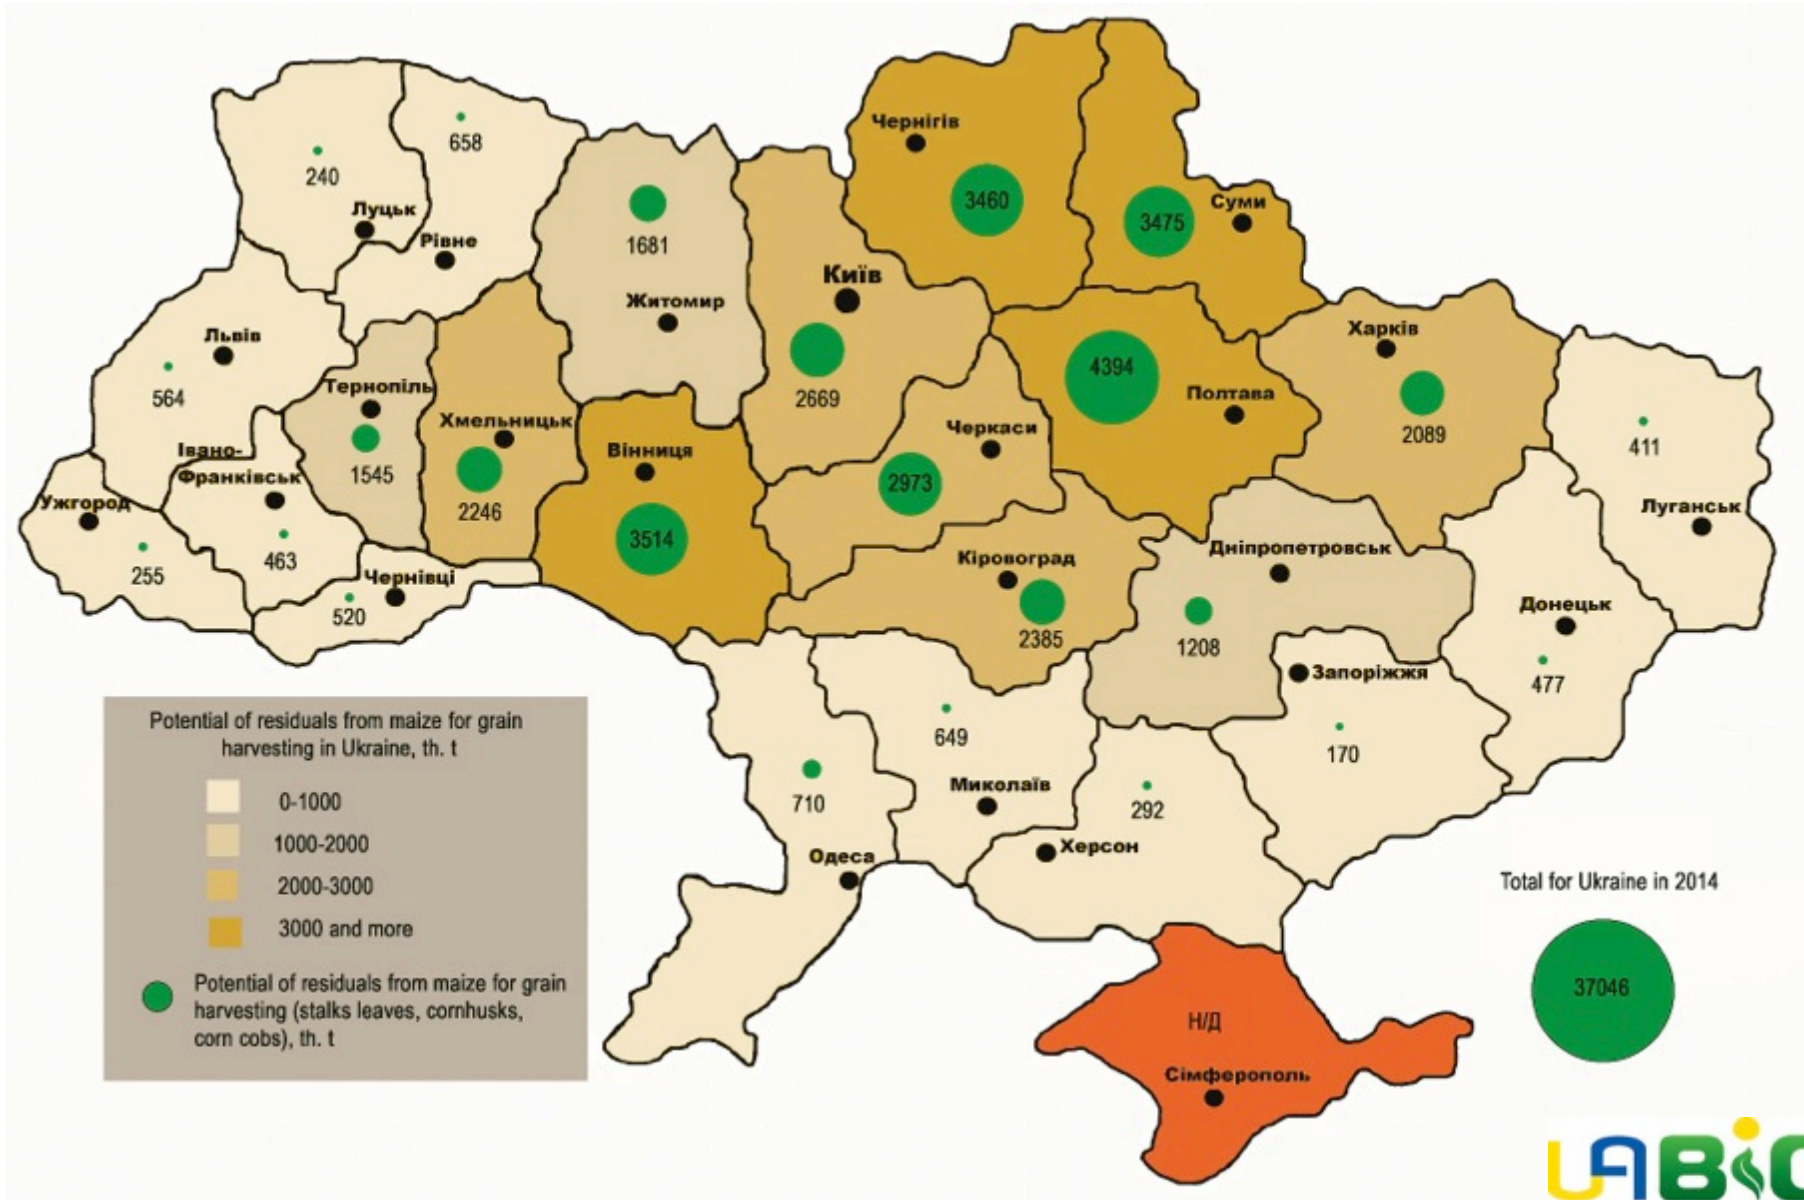 658
Чернігів
240
3460
3475
Суми
Луцьк
Рівне
1681
Київ
Житомир
Харків
Львів
4394
Тернопіль
Полтава
564
2669
Хмельницьк
Черкаси
2089
411
Івано-
Франківськ
Вінниця
1545
2973
Ужгород
2246
Луганськ
3514
463
255
Чернівці
520
Кіровоград
Дніпропетровськ
2385
1208
Донецьк
Запоріжжя
477
170
649
Миколаїв
710
292
Одеса
Херсон
Potential of residuals from maize for grain
harvesting in Ukraine, th. t
0-1000
1000-2000
2000-3000
3000 and more
Potential of residuals from maize for grain
harvesting (stalks leaves, cornhusks,
corn cobs), th. t
Total for Ukraine in 2014
37046
Н/Д
Сімферополь